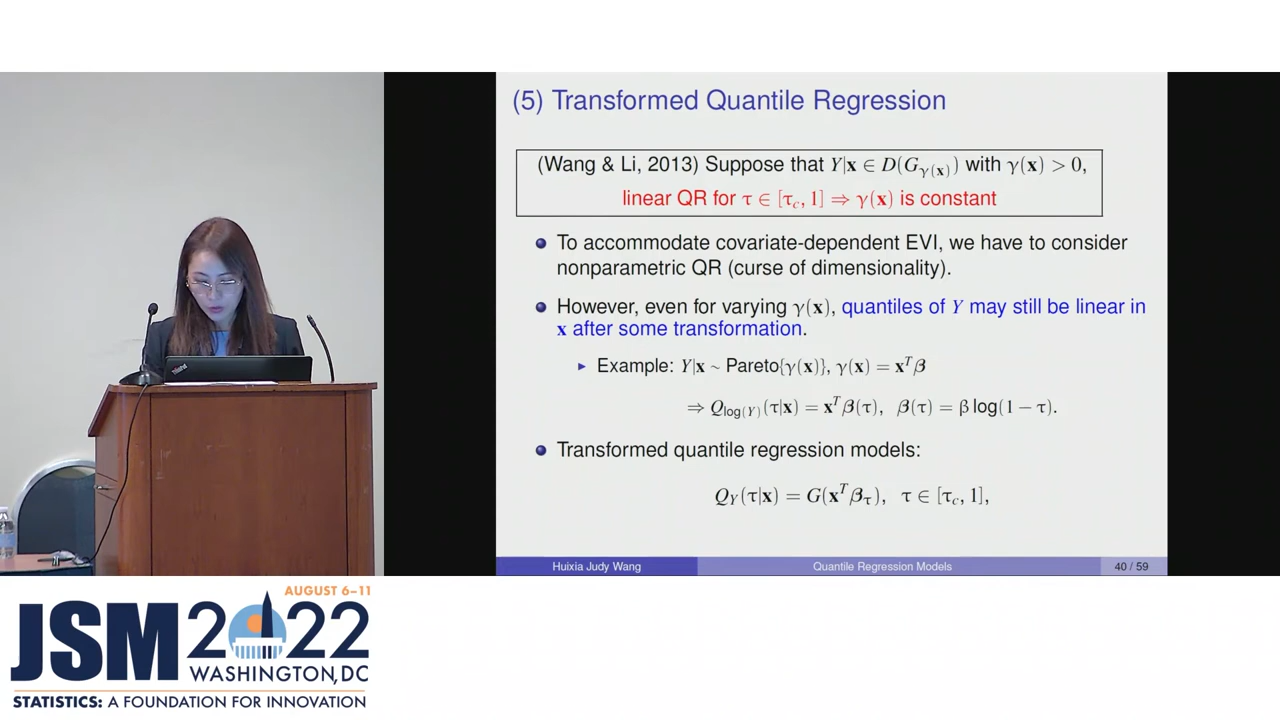 (5) Transformed Quantile Regression
(Wang & Li, 2013) Suppose that Y|x ∈ D(G_{γ(x)}) with γ(x) > 0,
linear QR for τ ∈ [τ_c, 1] ⇒ γ(x) is constant
To accommodate covariate-dependent EVI, we have to consider
nonparametric QR (curse of dimensionality).
However, even for varying γ(x), quantiles of Y may still be linear in
x after some transformation.
Example: Y|x ~ Pareto{γ(x)}, γ(x) = x^T β
⇒ Q_{log(Y)}(τ|x) = x^T β(τ), β(τ) = β log(1 − τ).
Transformed quantile regression models:
Q_Y(τ|x) = G(x^T β_τ), τ ∈ [τ_c, 1],
Huixia Judy Wang Quantile Regression Models 40 / 59
ThinkPad
AUGUST 6–11
JSM 2022
WASHINGTON, DC
STATISTICS: A FOUNDATION FOR INNOVATION